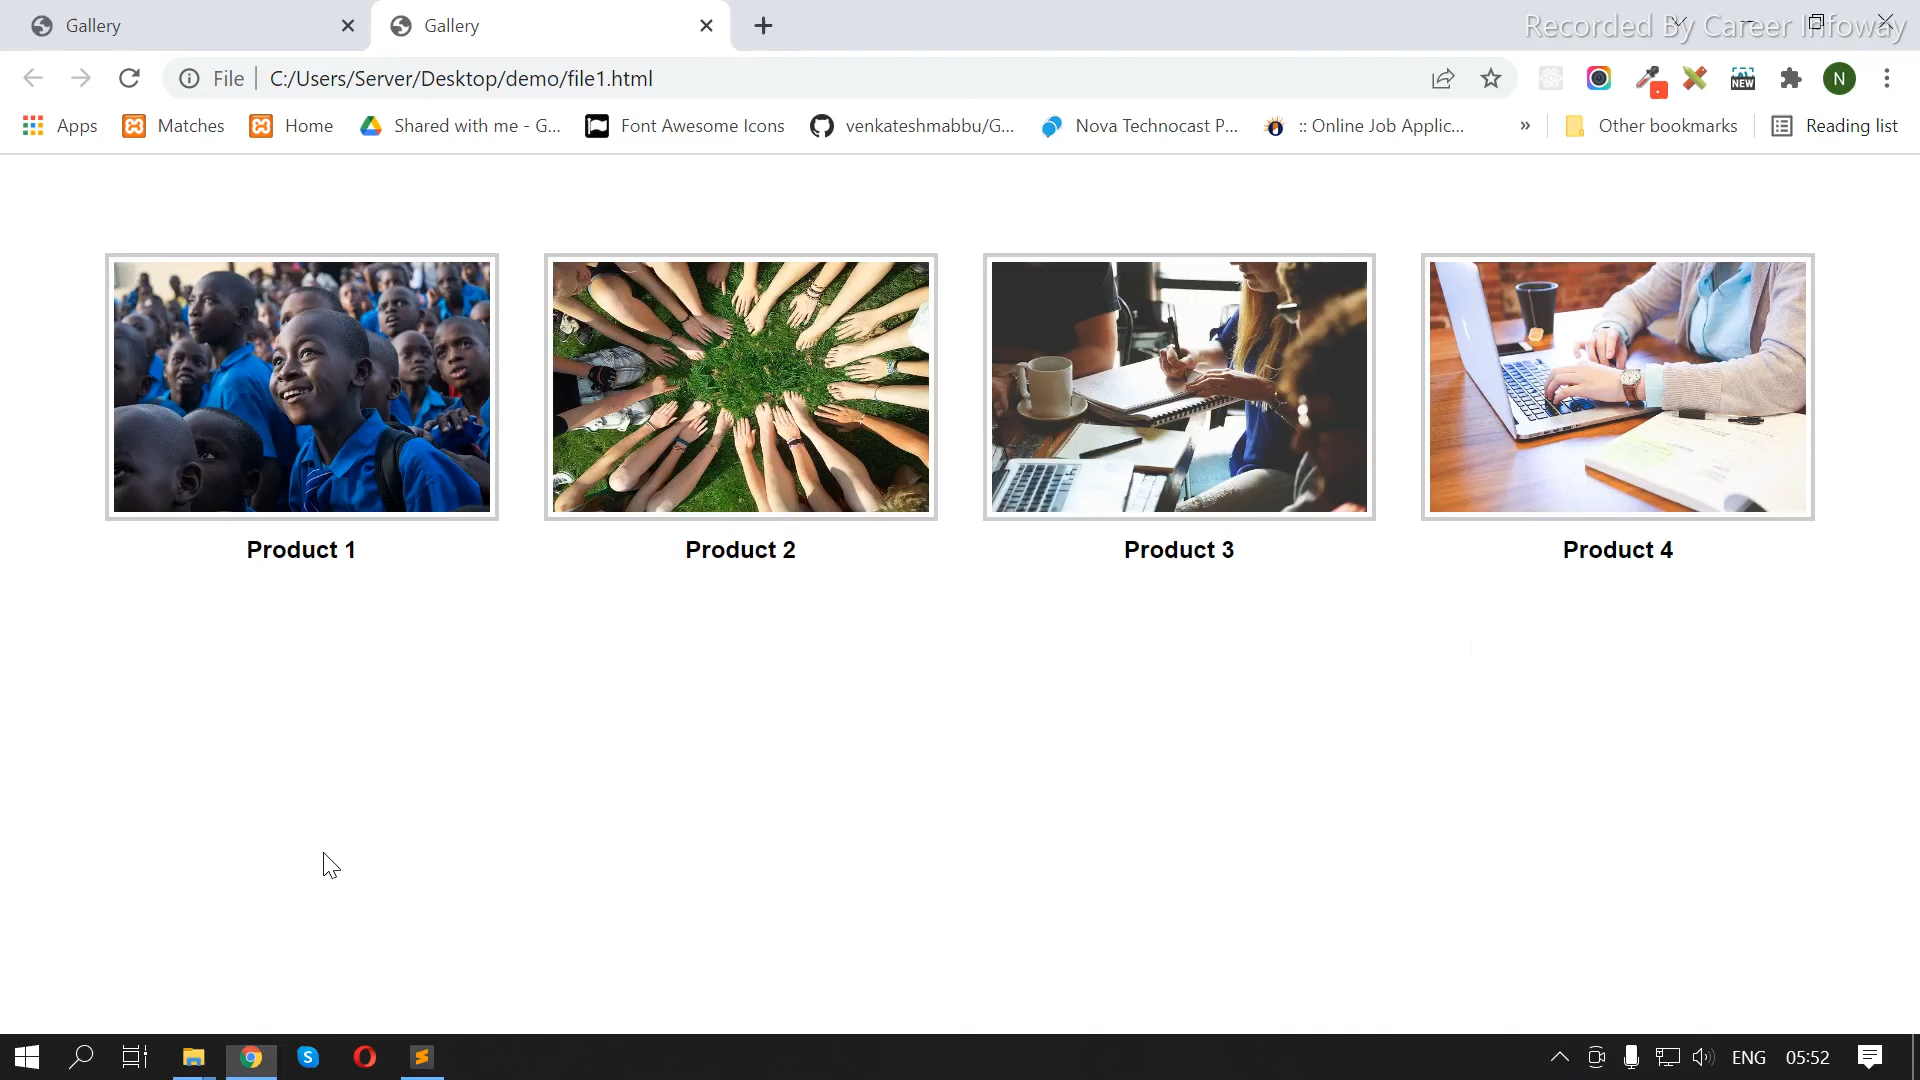 Gallery
Gallery
Recorded By Career Infoway
File
C:/Users/Server/Desktop/demo/file1.html
NEW
N
Apps
Matches
Home
Shared with me - G...
Font Awesome Icons
venkateshmabbu/G...
Nova Technocast P...
:: Online Job Applic...
»
Other bookmarks
Reading list
Product 1
Product 2
Product 3
Product 4
S
ENG
05:52